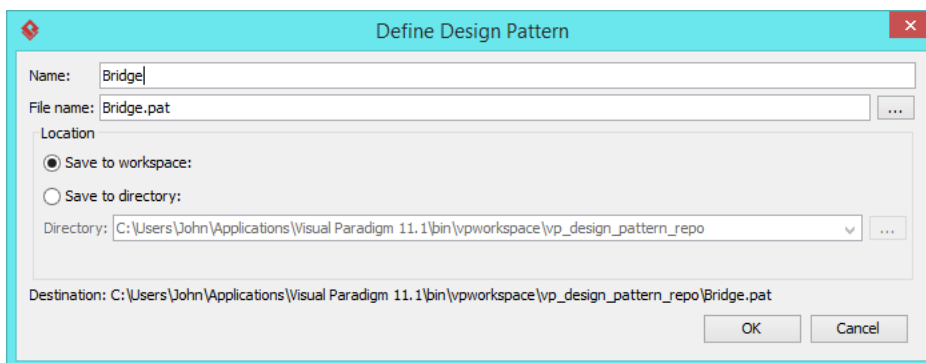 Define Design Pattern
Name: Bridge
File name: Bridge.pat ...
Location
Save to workspace:
Save to directory:
Directory: C:\Users\John\Applications\Visual Paradigm 11.1\bin\vpworkspace\vp_design_pattern_repo ...
Destination: C:\Users\John\Applications\Visual Paradigm 11.1\bin\vpworkspace\vp_design_pattern_repo\Bridge.pat
OK Cancel